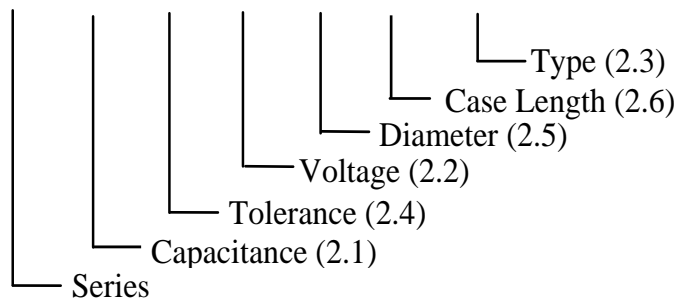 Type (2.3)
Case Length (2.6)
Diameter (2.5)
Voltage (2.2)
Tolerance (2.4)
Capacitance (2.1)
Series